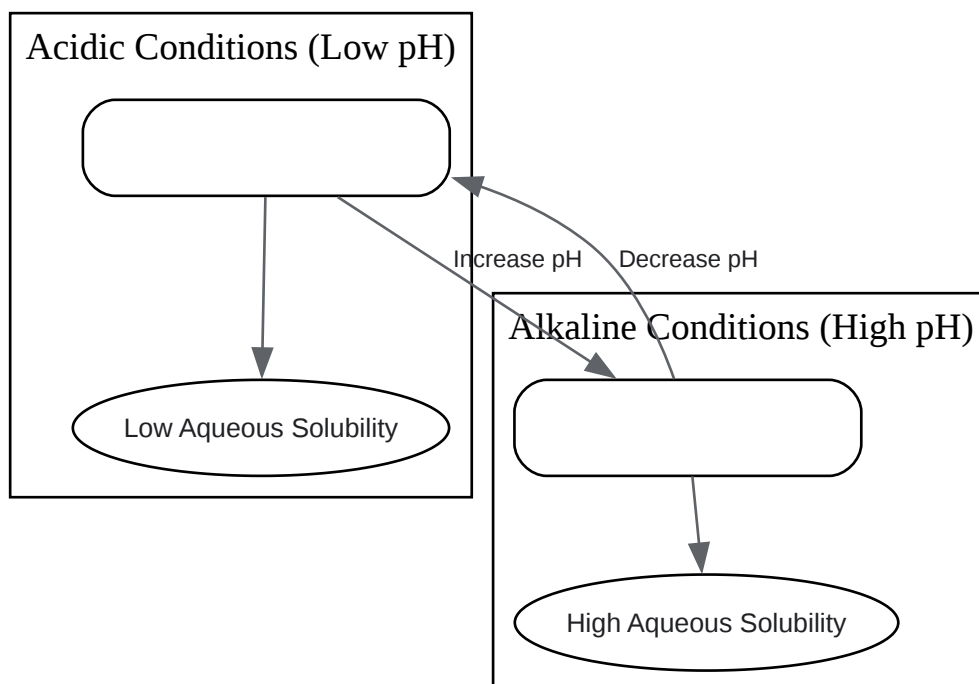 Acidic Conditions (Low pH)
Increase pH
Decrease pH
Alkaline Conditions (High pH)
Low Aqueous Solubility
High Aqueous Solubility